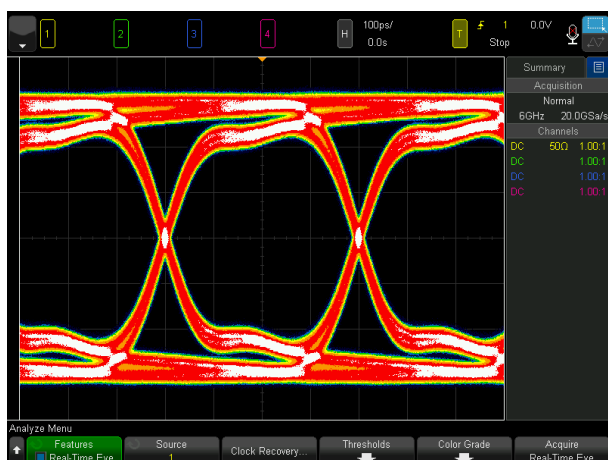 1 2 3 4 H 100ps/ T 1 0.0V
0.0s Stop
Summary
Acquisition
Normal
6GHz 20.0GSa/s
Channels
DC 50Ω 1.00:1
DC 1.00:1
DC 1.00:1
DC 1.00:1
Analyze Menu
Features Source Clock Recovery... Thresholds Color Grade Acquire
Real-Time Eye 1 Real-Time Eye